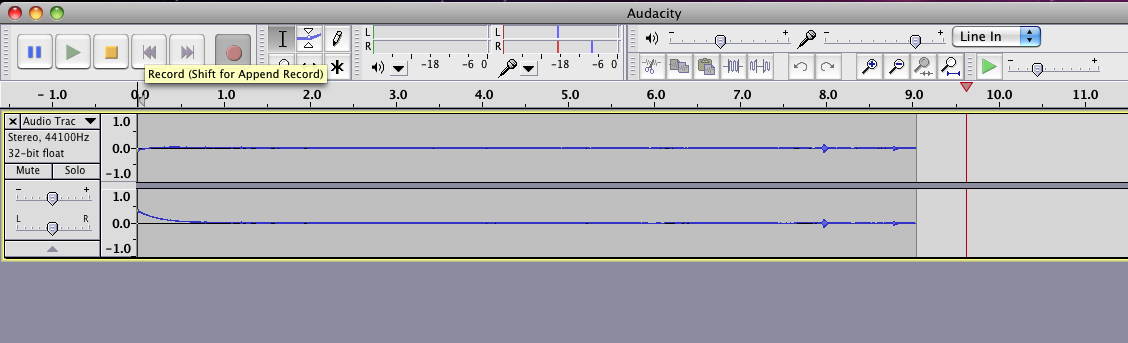 Audacity
L
R
-18 -6 0
L
R
-18 -6 0
Line In
Record (Shift for Append Record)
- 1.0 0.0 1.0 2.0 3.0 4.0 5.0 6.0 7.0 8.0 9.0 10.0 11.0
Audio Trac
Stereo, 44100Hz
32-bit float
Mute Solo
- +
L R
1.0
0.0
-1.0
1.0
0.0
-1.0